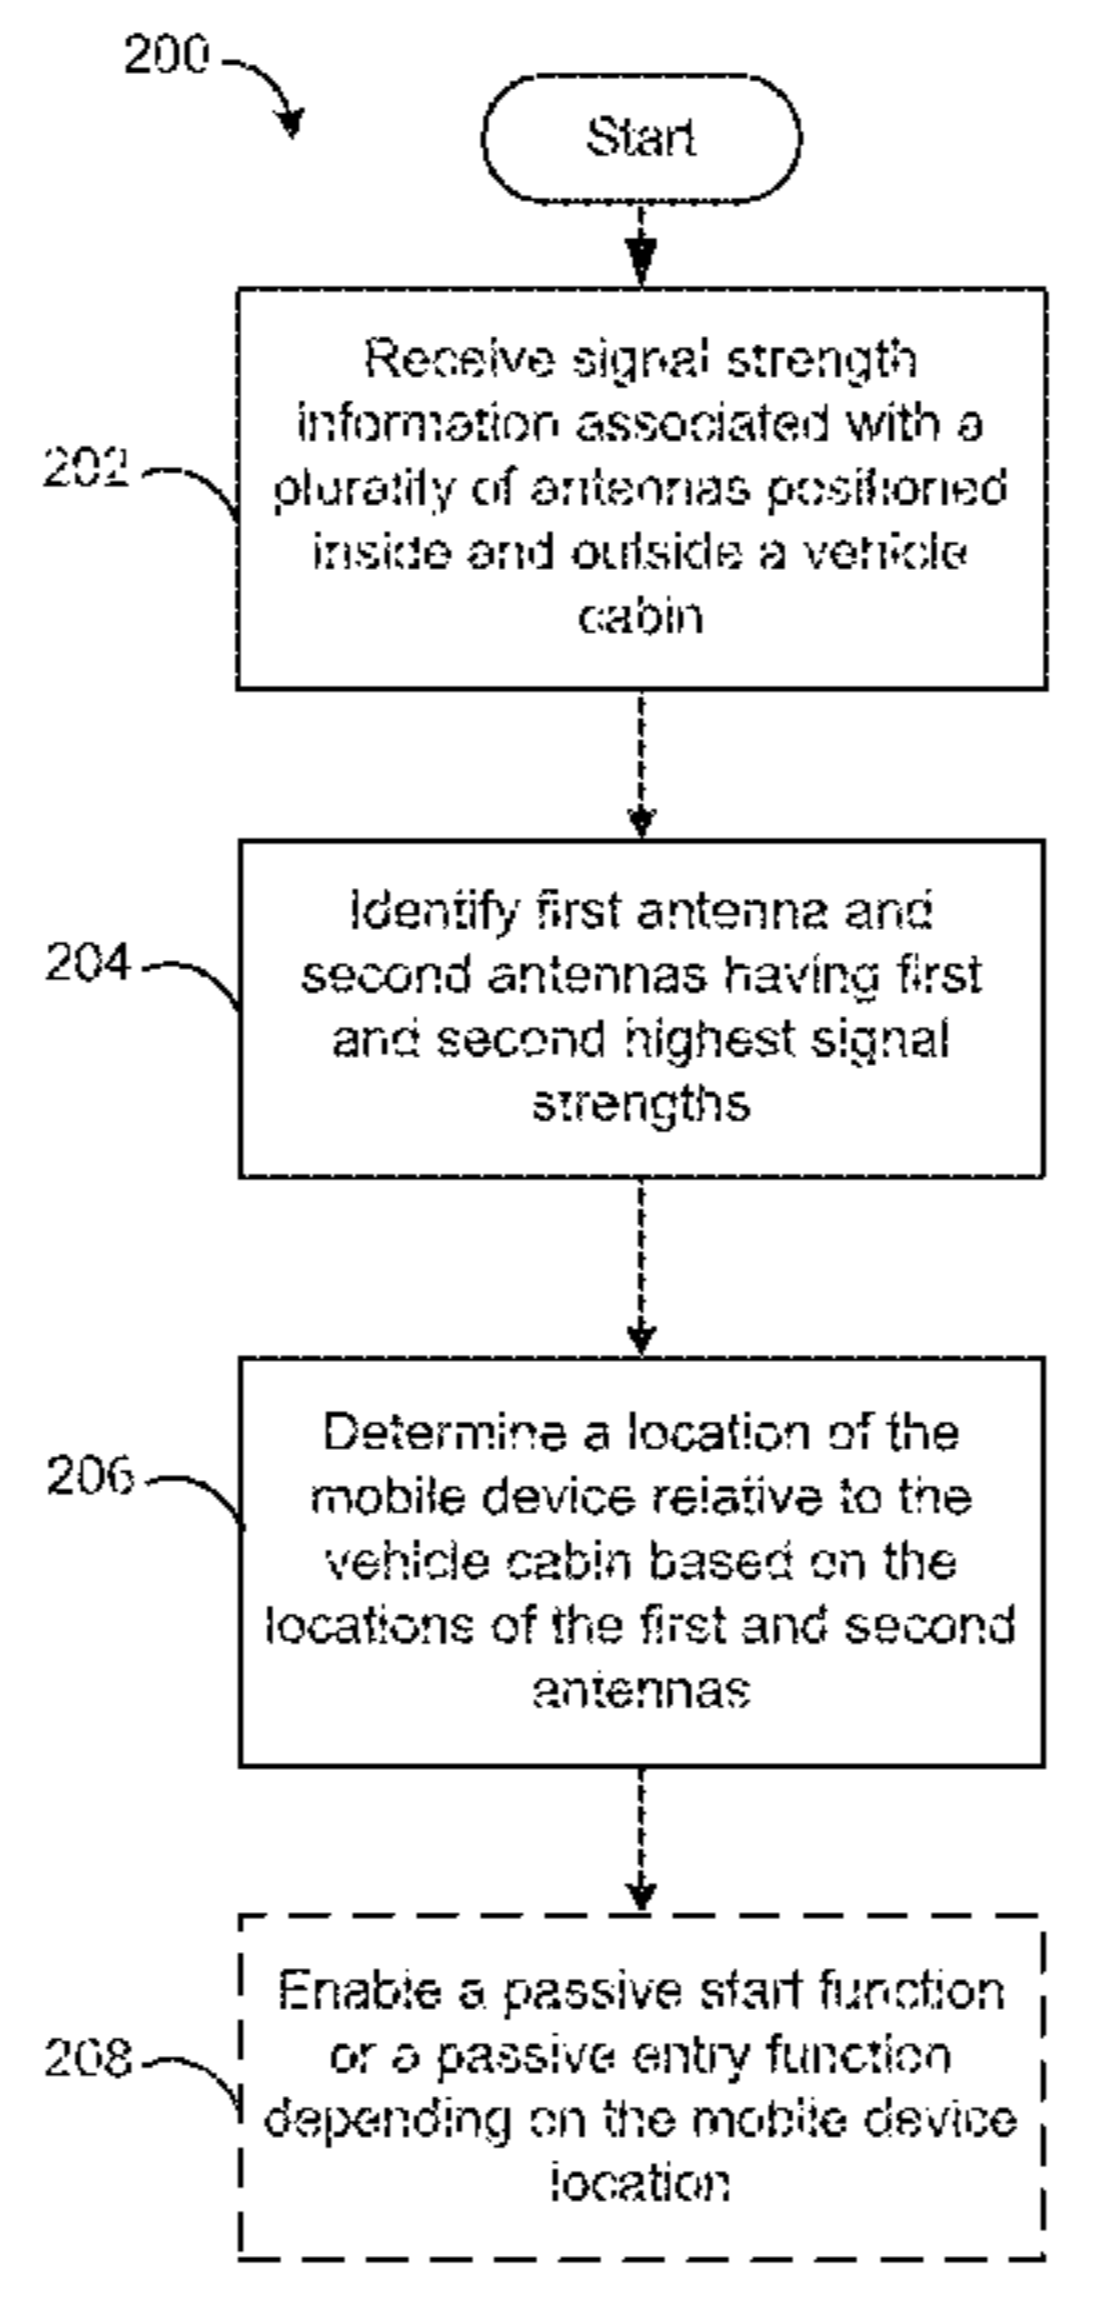 200
Start
Receive signal strength
information associated with a
plurality of antennas positioned
inside and outside a vehicle
cabin
202
Identify first antenna and
second antennas having first
and second highest signal
strengths
204
Determine a location of the
mobile device relative to the
vehicle cabin based on the
locations of the first and second
antennas
206
Enable a passive start function
or a passive entry function
depending on the mobile device
location
208